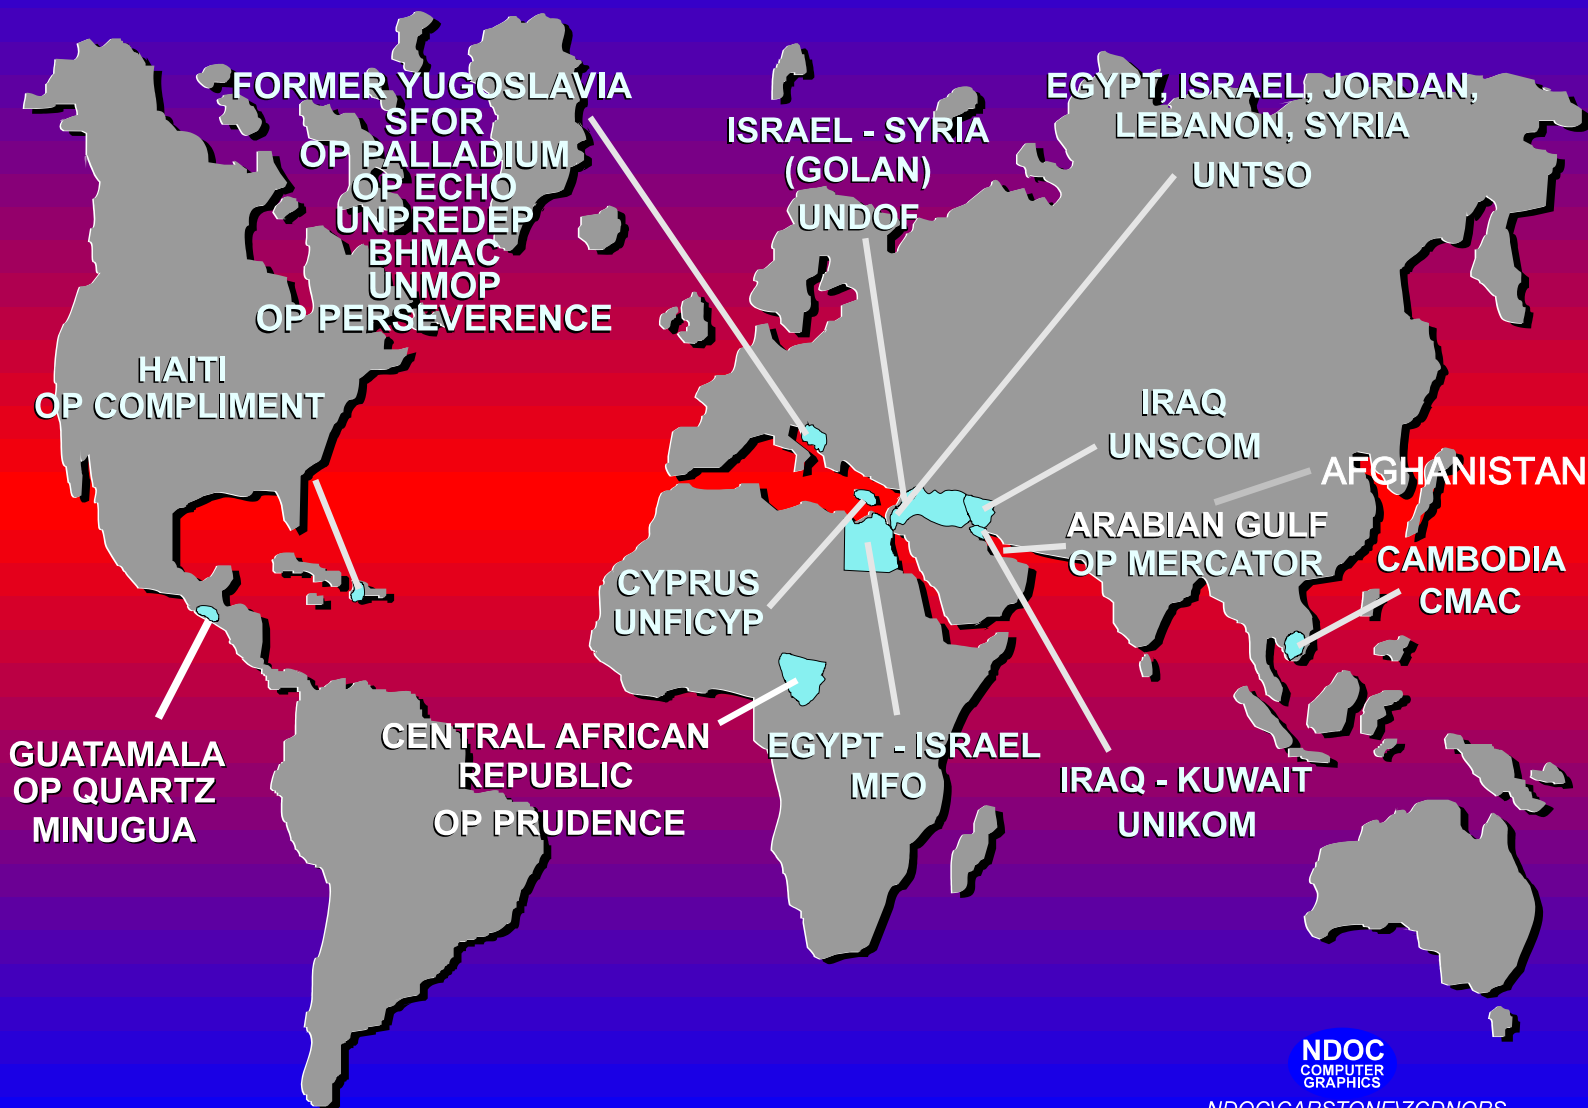 FORMER YUGOSLAVIA
SFOR
OP PALLADIUM
OP ECHO
UNPREDEP
BHMAC
UNMOP
OP PERSEVERENCE
ISRAEL - SYRIA
(GOLAN)
UNDOF
EGYPT, ISRAEL, JORDAN,
LEBANON, SYRIA
UNTSO
HAITI
OP COMPLIMENT
IRAQ
UNSCOM
AFGHANISTAN
ARABIAN GULF
OP MERCATOR
CAMBODIA
CMAC
CYPRUS
UNFICYP
GUATAMALA
OP QUARTZ
MINUGUA
CENTRAL AFRICAN
REPUBLIC
OP PRUDENCE
EGYPT - ISRAEL
MFO
IRAQ - KUWAIT
UNIKOM
NDOC
COMPUTER
GRAPHICS